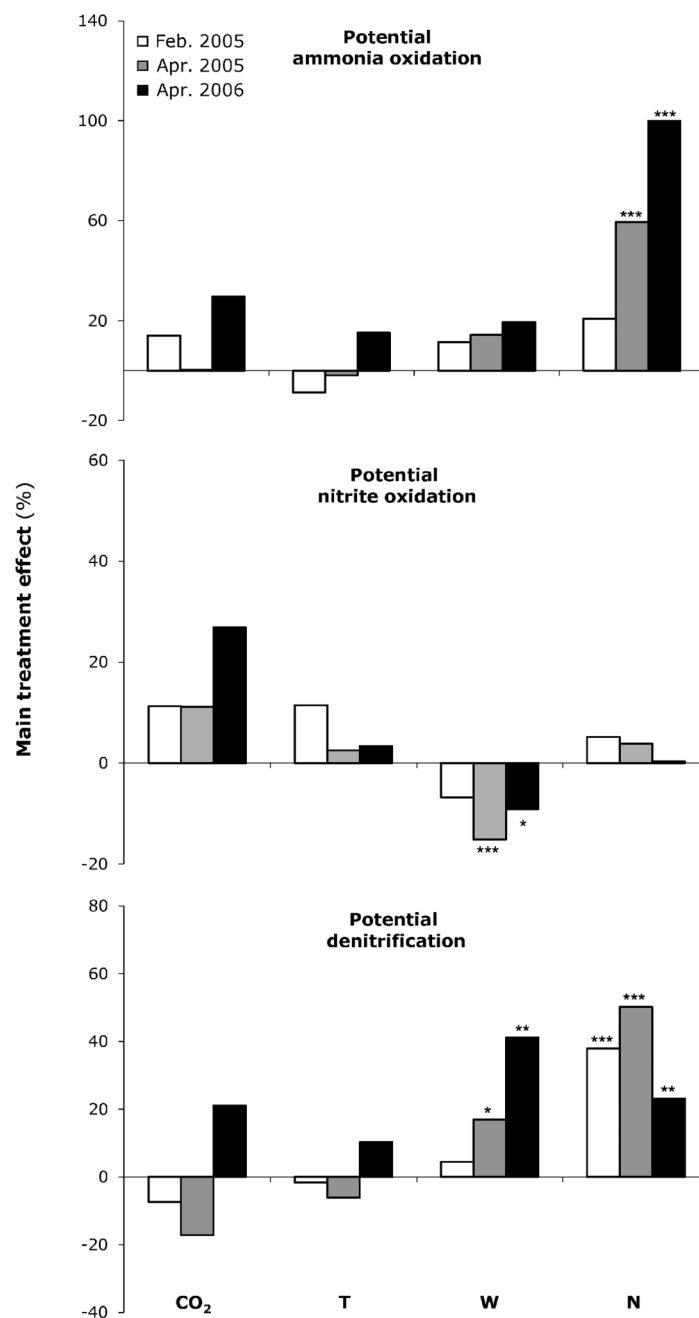 Main treatment effect (%)
Potential
ammonia oxidation
Feb. 2005
Apr. 2005
Apr. 2006
140
100
60
20
-20
***
***
Potential
nitrite oxidation
60
40
20
0
-20
***
*
Potential
denitrification
80
60
40
20
0
-20
-40
*
**
***
***
**
CO₂ T W N